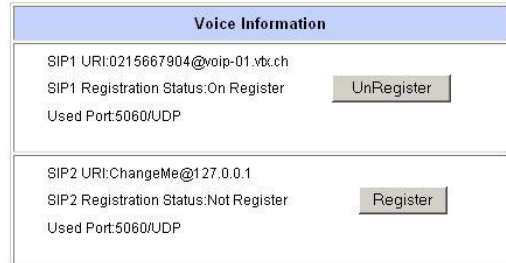 Voice Information
SIP1 URI:0215667904@voip-01.vtx.ch
SIP1 Registration Status:On Register
UnRegister
Used Port:5060/UDP
SIP2 URI:ChangeMe@127.0.0.1
SIP2 Registration Status:Not Register
Register
Used Port:5060/UDP